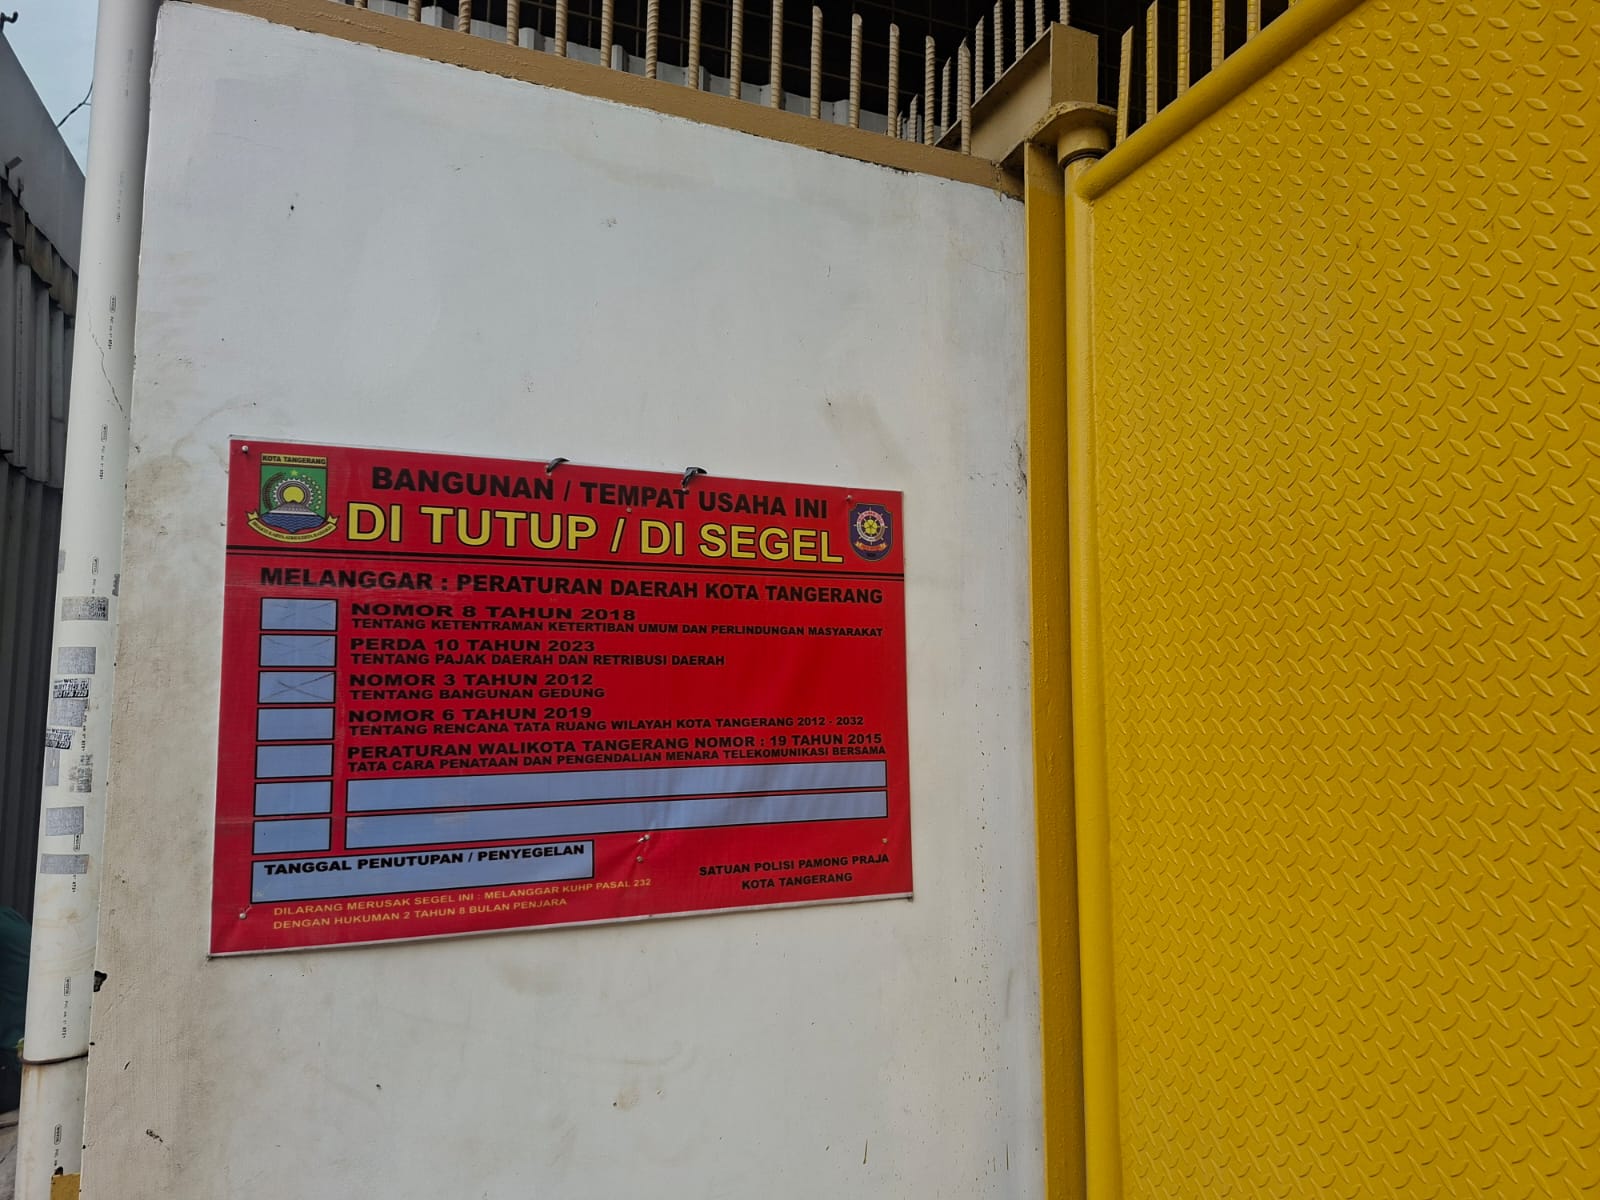 KOTA TANGERANG
BANGUNAN / TEMPAT USAHA INI
DI TUTUP / DI SEGEL
MELANGGAR : PERATURAN DAERAH KOTA TANGERANG
NOMOR 8 TAHUN 2018
TENTANG KETENTRAMAN KETERTIBAN UMUM DAN PERLINDUNGAN MASYARAKAT
PERDA 10 TAHUN 2023
TENTANG PAJAK DAERAH DAN RETRIBUSI DAERAH
NOMOR 3 TAHUN 2012
TENTANG BANGUNAN GEDUNG
NOMOR 6 TAHUN 2019
TENTANG RENCANA TATA RUANG WILAYAH KOTA TANGERANG 2012 - 2032
PERATURAN WALIKOTA TANGERANG NOMOR : 19 TAHUN 2015
TATA CARA PENATAAN DAN PENGENDALIAN MENARA TELEKOMUNIKASI BERSAMA
TANGGAL PENUTUPAN / PENYEGELAN
SATUAN POLISI PAMONG PRAJA
KOTA TANGERANG
DILARANG MERUSAK SEGEL INI : MELANGGAR KUHP PASAL 232
DENGAN HUKUMAN 2 TAHUN 8 BULAN PENJARA